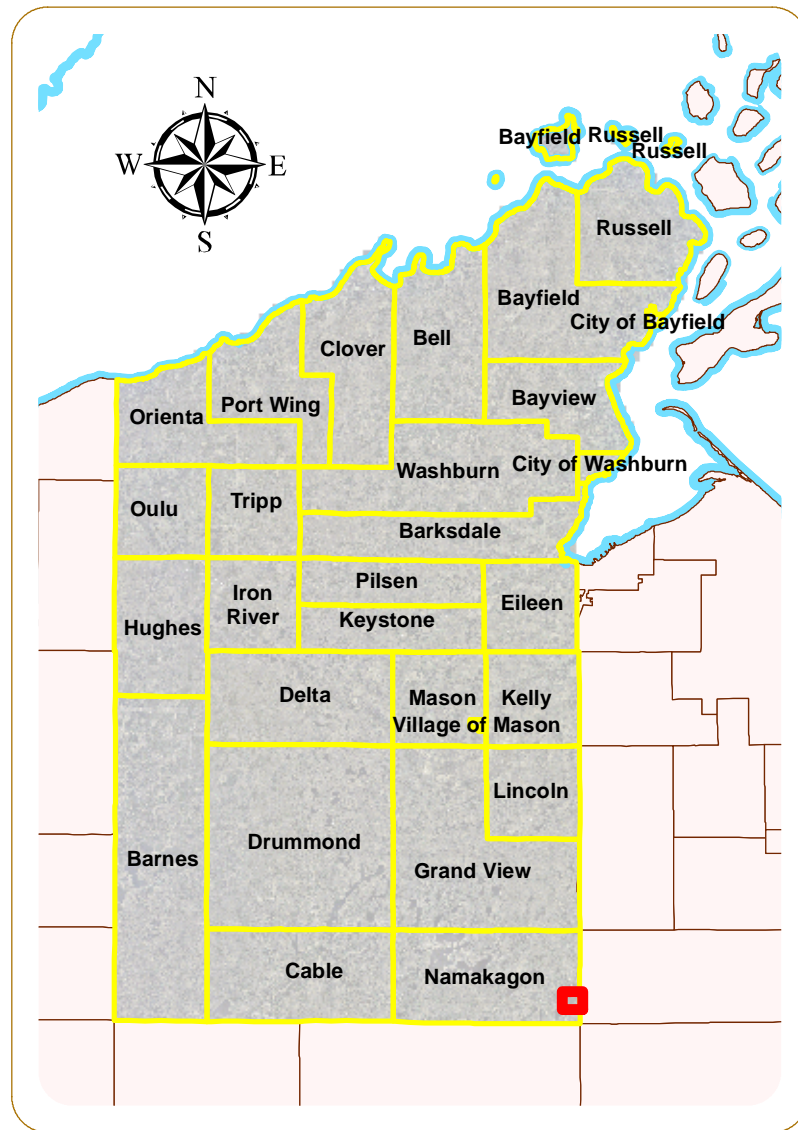 N
W
E
S
Bayfield
Russell
Russell
Russell
Bayfield
City of Bayfield
Clover
Bell
Bayview
Port Wing
Orienta
Washburn
City of Washburn
Oulu
Tripp
Barksdale
Pilsen
Iron
River
Keystone
Eileen
Hughes
Delta
Mason
Kelly
Village of Mason
Lincoln
Drummond
Barnes
Grand View
Cable
Namakagon